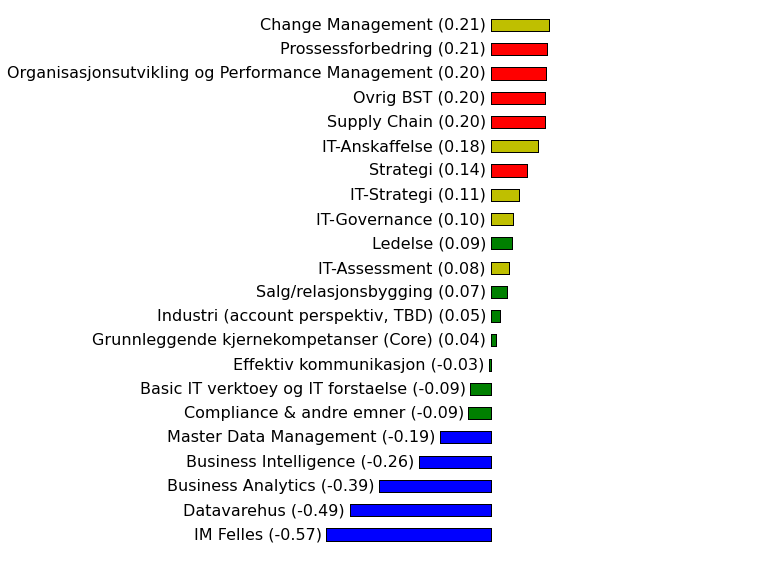 Change Management (0.21)
Prossessforbedring (0.21)
Organisasjonsutvikling og Performance Management (0.20)
Ovrig BST (0.20)
Supply Chain (0.20)
IT-Anskaffelse (0.18)
Strategi (0.14)
IT-Strategi (0.11)
IT-Governance (0.10)
Ledelse (0.09)
IT-Assessment (0.08)
Salg/relasjonsbygging (0.07)
Industri (account perspektiv, TBD) (0.05)
Grunnleggende kjernekompetanser (Core) (0.04)
Effektiv kommunikasjon (-0.03)
Basic IT verktoey og IT forstaelse (-0.09)
Compliance & andre emner (-0.09)
Master Data Management (-0.19)
Business Intelligence (-0.26)
Business Analytics (-0.39)
Datavarehus (-0.49)
IM Felles (-0.57)